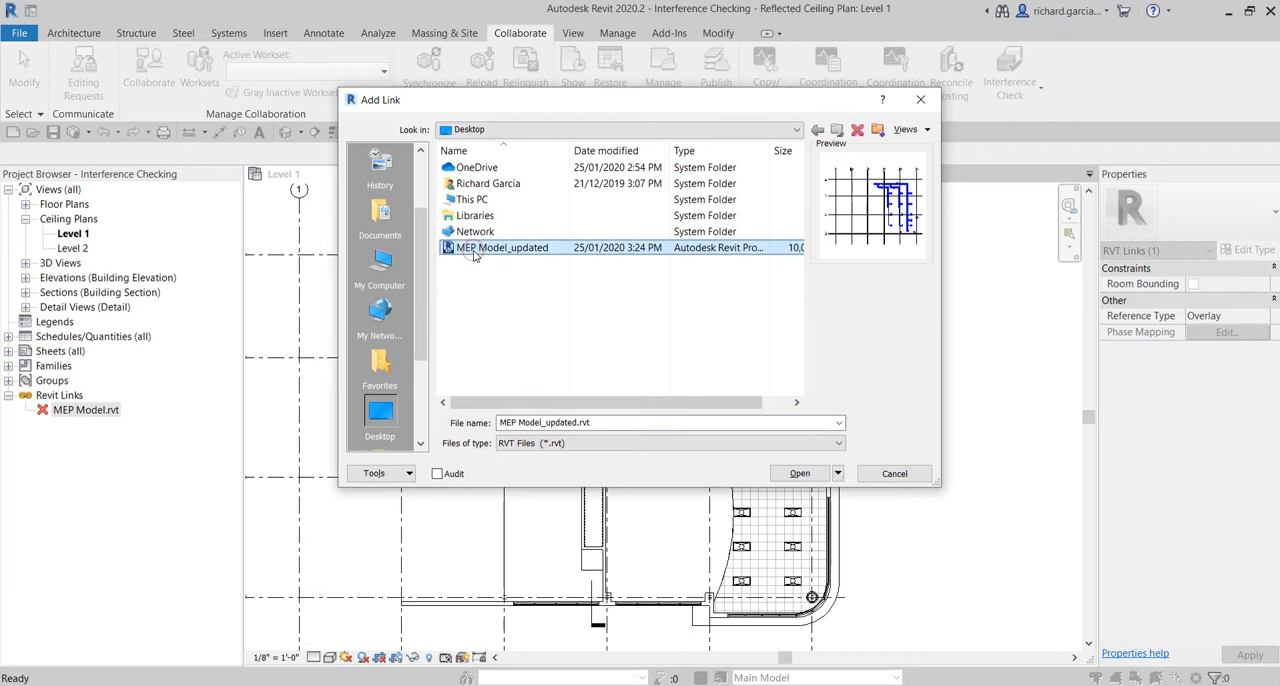 Autodesk Revit 2020.2 - Interference Checking - Reflected Ceiling Plan: Level 1
richard.garcia...
File Architecture Structure Steel Systems Insert Annotate Analyze Massing & Site Collaborate View Manage Add-Ins Modify
Modify
Editing
Requests
Collaborate
Worksets
Active Workset:
Gray Inactive Workset
Synchronize
Reload
Relinquish
Show
Restore
Manage
Publish
Copy/
Coordination
Coordination
Reconcile
Hosting
Interference
Check
Select
Communicate
Manage Collaboration
Project Browser - Interference Checking
Views (all)
Floor Plans
Ceiling Plans
Level 1
Level 2
3D Views
Elevations (Building Elevation)
Sections (Building Section)
Detail Views (Detail)
Legends
Schedules/Quantities (all)
Sheets (all)
Families
Groups
Revit Links
MEP Model.rvt
Level 1
1
Add Link
?
Look in: Desktop
Views
Preview
Name Date modified Type Size
OneDrive 25/01/2020 2:54 PM System Folder
Richard Garcia 21/12/2019 3:07 PM System Folder
This PC System Folder
Libraries System Folder
Network System Folder
MEP Model_updated 25/01/2020 3:24 PM Autodesk Revit Pro... 10,0
History
Documents
My Computer
My Netwo...
Favorites
Desktop
File name: MEP Model_updated.rvt
Files of type: RVT Files (*.rvt)
Tools
Audit
Open
Cancel
Properties
RVT Links (1) Edit Type
Constraints
Room Bounding
Other
Reference Type Overlay
Phase Mapping Edit...
Properties help
Apply
1/8" = 1'-0"
Ready
:0
Main Model
:0